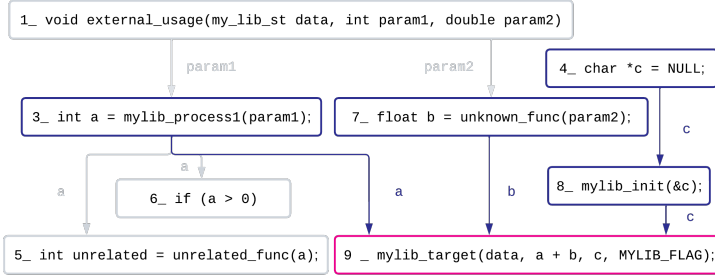 1_ void external_usage(my_lib_st data, int param1, double param2)
param1
param2
4_ char *c = NULL;
3_ int a = mylib_process1(param1);
7_ float b = unknown_func(param2);
c
a
6_ if (a > 0)
a
a
b
8_ mylib_init(&c);
c
5_ int unrelated = unrelated_func(a);
9 _ mylib_target(data, a + b, c, MYLIB_FLAG);